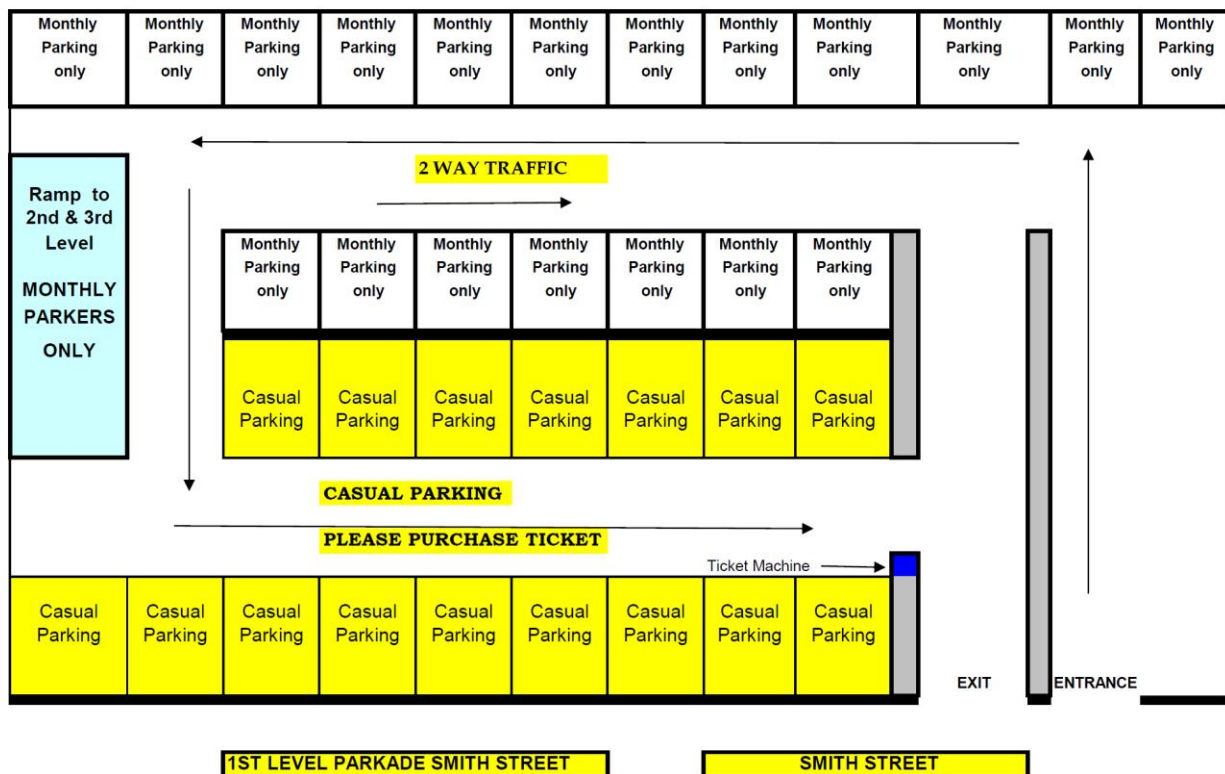 Monthly
Parking
only
Monthly
Parking
only
Monthly
Parking
only
Monthly
Parking
only
Monthly
Parking
only
Monthly
Parking
only
Monthly
Parking
only
Monthly
Parking
only
Monthly
Parking
only
Monthly
Parking
only
Monthly
Parking
only
Monthly
Parking
only
2 WAY TRAFFIC
Ramp to
2nd & 3rd
Level
MONTHLY
PARKERS
ONLY
Monthly
Parking
only
Monthly
Parking
only
Monthly
Parking
only
Monthly
Parking
only
Monthly
Parking
only
Monthly
Parking
only
Monthly
Parking
only
Casual
Parking
Casual
Parking
Casual
Parking
Casual
Parking
Casual
Parking
Casual
Parking
Casual
Parking
CASUAL PARKING
PLEASE PURCHASE TICKET
Ticket Machine
Casual
Parking
Casual
Parking
Casual
Parking
Casual
Parking
Casual
Parking
Casual
Parking
Casual
Parking
Casual
Parking
Casual
Parking
EXIT
ENTRANCE
1ST LEVEL PARKADE SMITH STREET
SMITH STREET